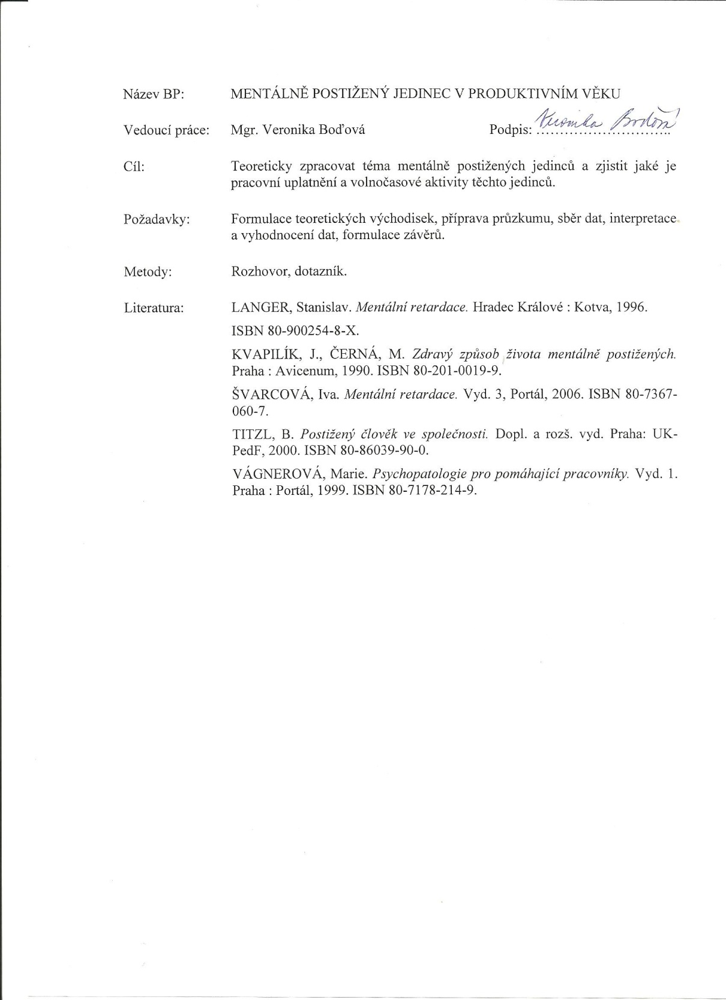 Název BP: MENTÁLNĚ POSTIŽENÝ JEDINEC V PRODUKTIVNÍM VĚKU
Vedoucí práce: Mgr. Veronika Boďová Podpis: Veronika Boďová
Cíl: Teoreticky zpracovat téma mentálně postižených jedinců a zjistit jaké je
pracovní uplatnění a volnočasové aktivity těchto jedinců.
Požadavky: Formulace teoretických východisek, příprava průzkumu, sběr dat, interpretace
a vyhodnocení dat, formulace závěrů.
Metody: Rozhovor, dotazník.
Literatura: LANGER, Stanislav. Mentální retardace. Hradec Králové : Kotva, 1996.
ISBN 80-900254-8-X.
KVAPILÍK, J., ČERNÁ, M. Zdravý způsob života mentálně postižených.
Praha : Avicenum, 1990. ISBN 80-201-0019-9.
ŠVARCOVÁ, Iva. Mentální retardace. Vyd. 3, Portál, 2006. ISBN 80-7367-
060-7.
TITZL, B. Postižený člověk ve společnosti. Dopl. a rozš. vyd. Praha: UK-
PedF, 2000. ISBN 80-86039-90-0.
VÁGNEROVÁ, Marie. Psychopatologie pro pomáhající pracovníky. Vyd. 1.
Praha : Portál, 1999. ISBN 80-7178-214-9.